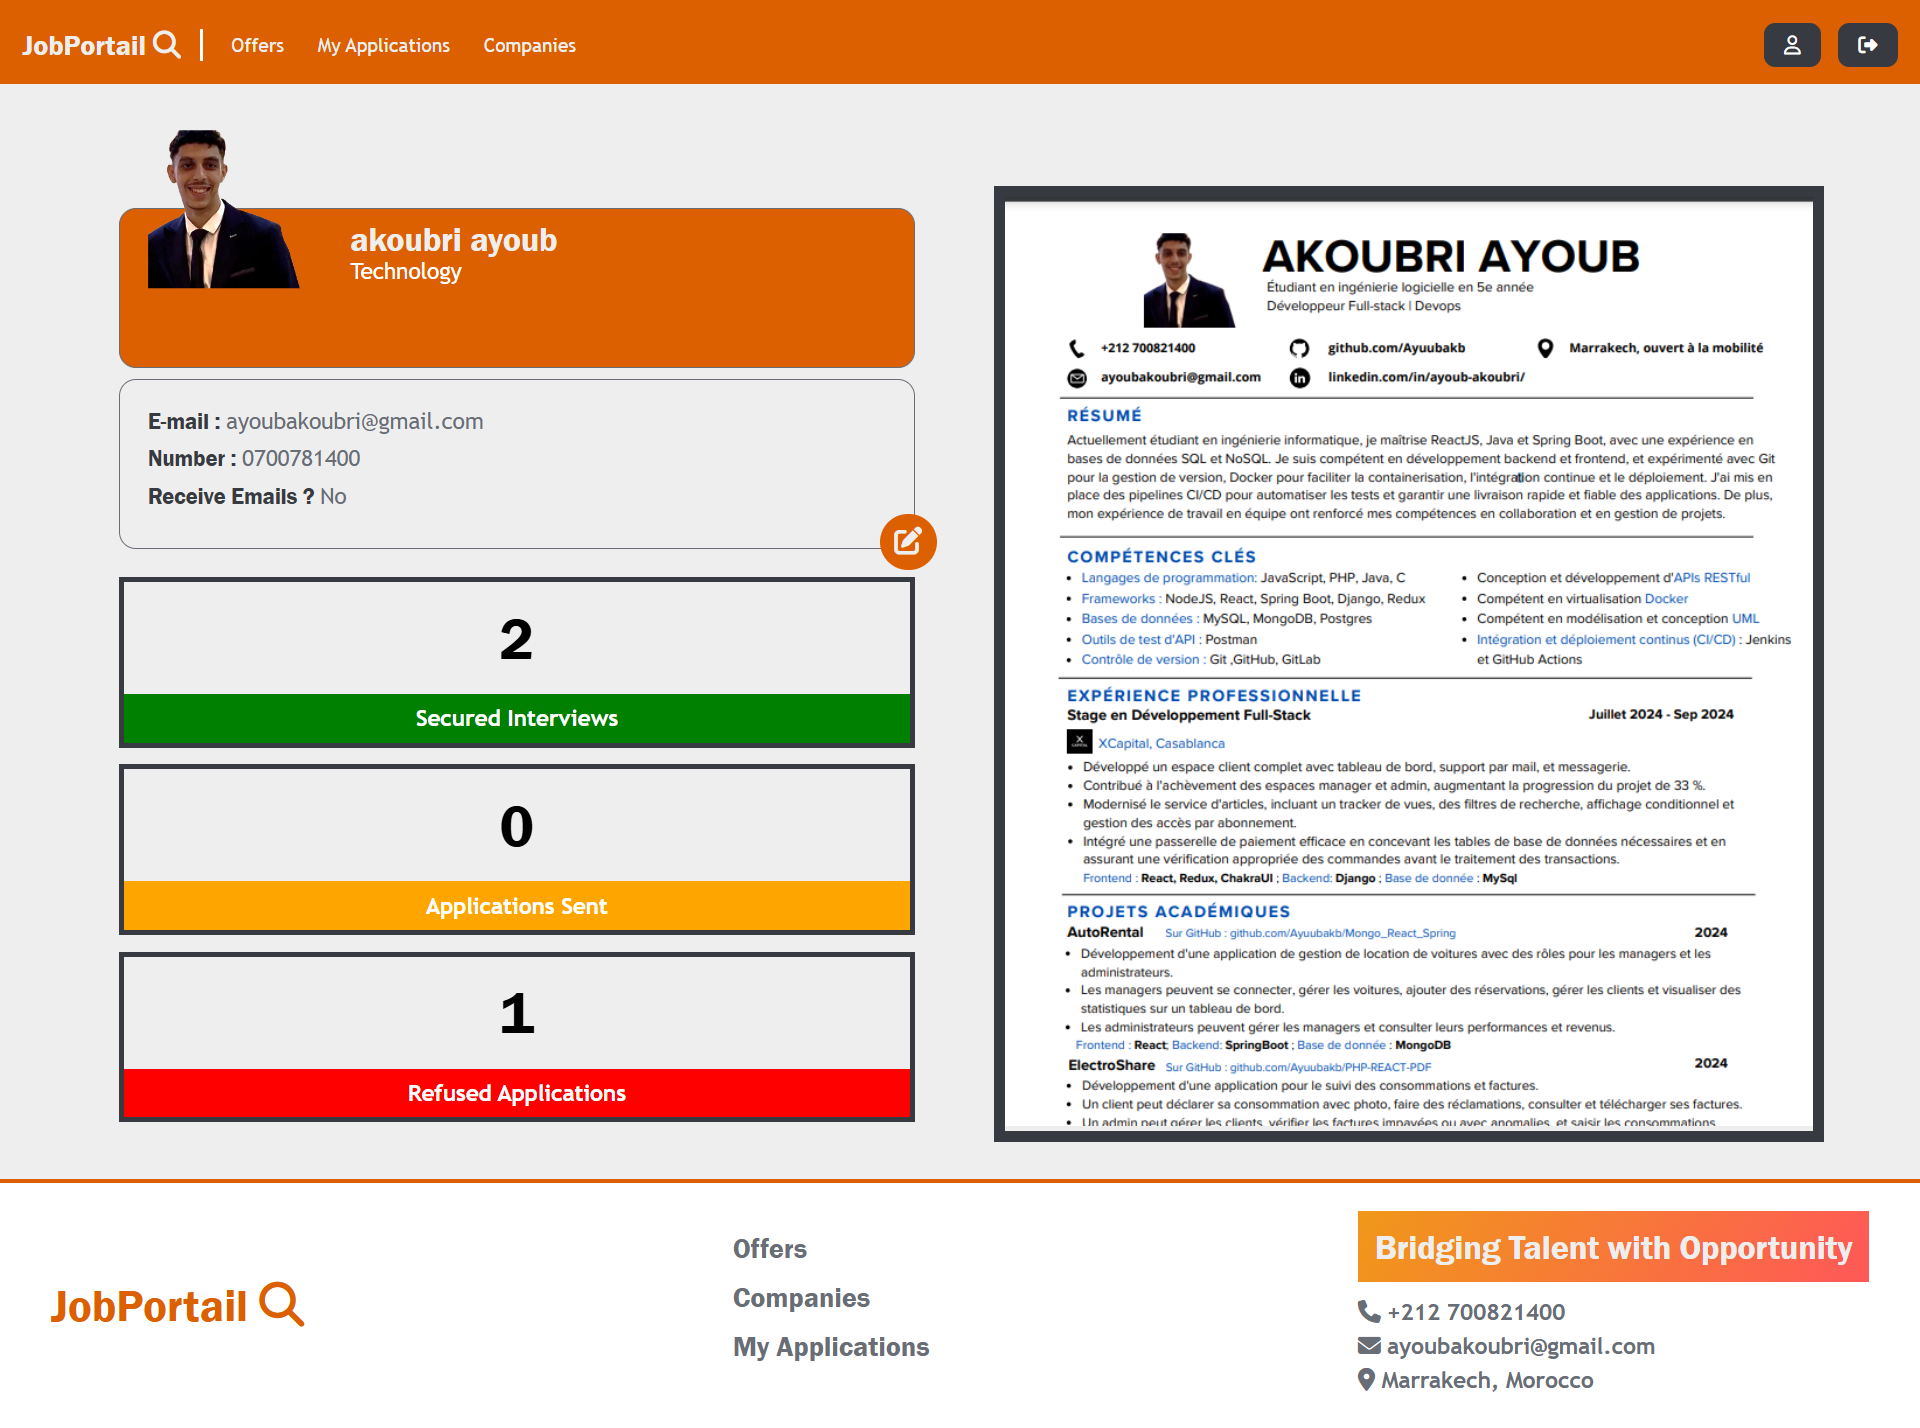 JobPortail
Offers
My Applications
Companies
akoubri ayoub
Technology
E-mail : ayoubakoubri@gmail.com
Number : 0700781400
Receive Emails ? No
2
Secured Interviews
0
Applications Sent
1
Refused Applications
AKOUBRI AYOUB
Étudiant en ingénierie logicielle en 5e année
Développeur Full-stack | Devops
+212 700821400
github.com/Ayuubakb
Marrakech, ouvert à la mobilité
ayoubakoubri@gmail.com
linkedin.com/in/ayoub-akoubri/
RÉSUMÉ
Actuellement étudiant en ingénierie informatique, je maîtrise ReactJS, Java et Spring Boot, avec une expérience en
bases de données SQL et NoSQL. Je suis compétent en développement backend et frontend, et expérimenté avec Git
pour la gestion de version, Docker pour faciliter la containerisation, l'intégration continue et le déploiement. J'ai mis en
place des pipelines CI/CD pour automatiser les tests et garantir une livraison rapide et fiable des applications. De plus,
mon expérience de travail en équipe ont renforcé mes compétences en collaboration et en gestion de projets.
COMPÉTENCES CLÉS
Langages de programmation: JavaScript, PHP, Java, C
Frameworks : NodeJS, React, Spring Boot, Django, Redux
Bases de données : MySQL, MongoDB, Postgres
Outils de test d'API : Postman
Contrôle de version : Git ,GitHub, GitLab
Conception et développement d'APIs RESTful
Compétent en virtualisation Docker
Compétent en modélisation et conception UML
Intégration et déploiement continus (CI/CD) : Jenkins
et GitHub Actions
EXPÉRIENCE PROFESSIONNELLE
Stage en Développement Full-Stack
Juillet 2024 - Sep 2024
X CAPITAL
XCapital, Casablanca
Développé un espace client complet avec tableau de bord, support par mail, et messagerie.
Contribué à l'achèvement des espaces manager et admin, augmentant la progression du projet de 33 %.
Modernisé le service d'articles, incluant un tracker de vues, des filtres de recherche, affichage conditionnel et
gestion des accès par abonnement.
Intégré une passerelle de paiement efficace en concevant les tables de base de données nécessaires et en
assurant une vérification appropriée des commandes avant le traitement des transactions.
Frontend : React, Redux, ChakraUI ; Backend: Django ; Base de donnée : MySql
PROJETS ACADÉMIQUES
AutoRental Sur GitHub : github.com/Ayuubakb/Mongo_React_Spring
2024
Développement d'une application de gestion de location de voitures avec des rôles pour les managers et les
administrateurs.
Les managers peuvent se connecter, gérer les voitures, ajouter des réservations, gérer les clients et visualiser des
statistiques sur un tableau de bord.
Les administrateurs peuvent gérer les managers et consulter leurs performances et revenus.
Frontend : React; Backend: SpringBoot ; Base de donnée : MongoDB
ElectroShare Sur GitHub : github.com/Ayuubakb/PHP-REACT-PDF
2024
Développement d'une application pour le suivi des consommations et factures.
Un client peut déclarer sa consommation avec photo, faire des réclamations, consulter et télécharger ses factures.
Un admin peut gérer les clients, vérifier les factures impayées ou avec anomalies, et saisir les consommations
JobPortail
Offers
Companies
My Applications
Bridging Talent with Opportunity
+212 700821400
ayoubakoubri@gmail.com
Marrakech, Morocco